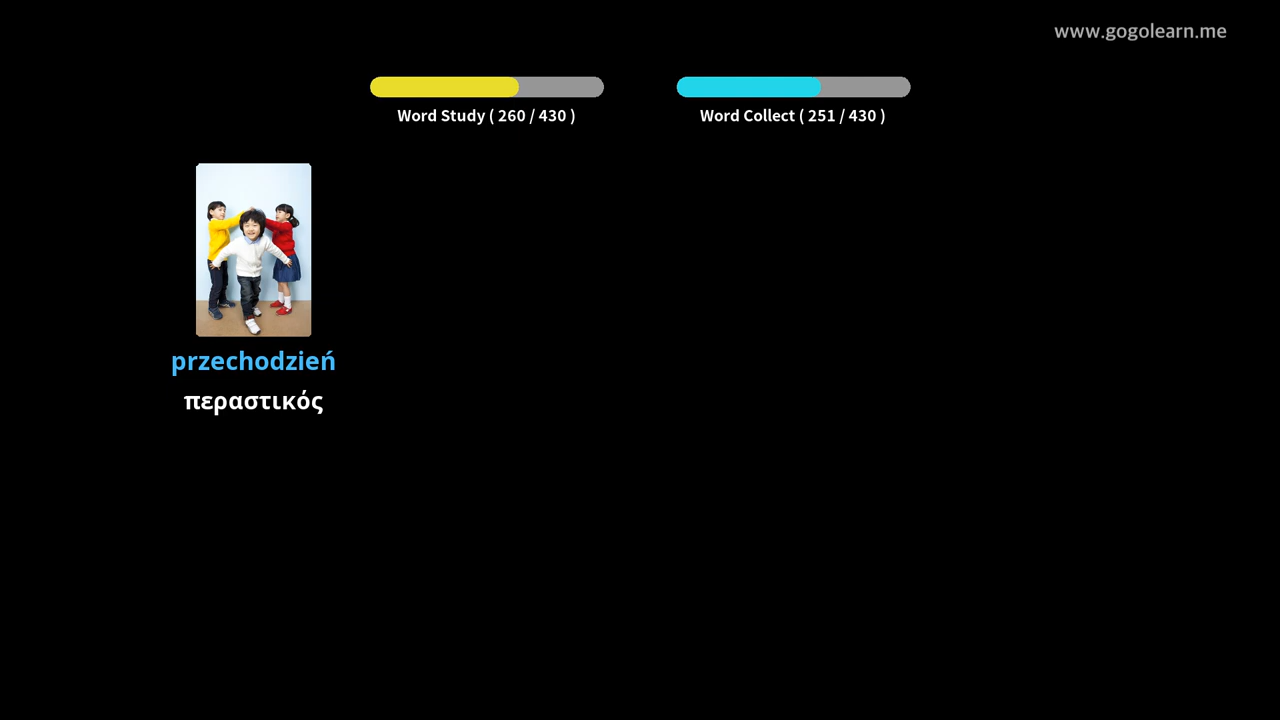 www.gogolearn.me
Word Study ( 260 / 430 )
Word Collect ( 251 / 430 )
przechodzień
περαστικός